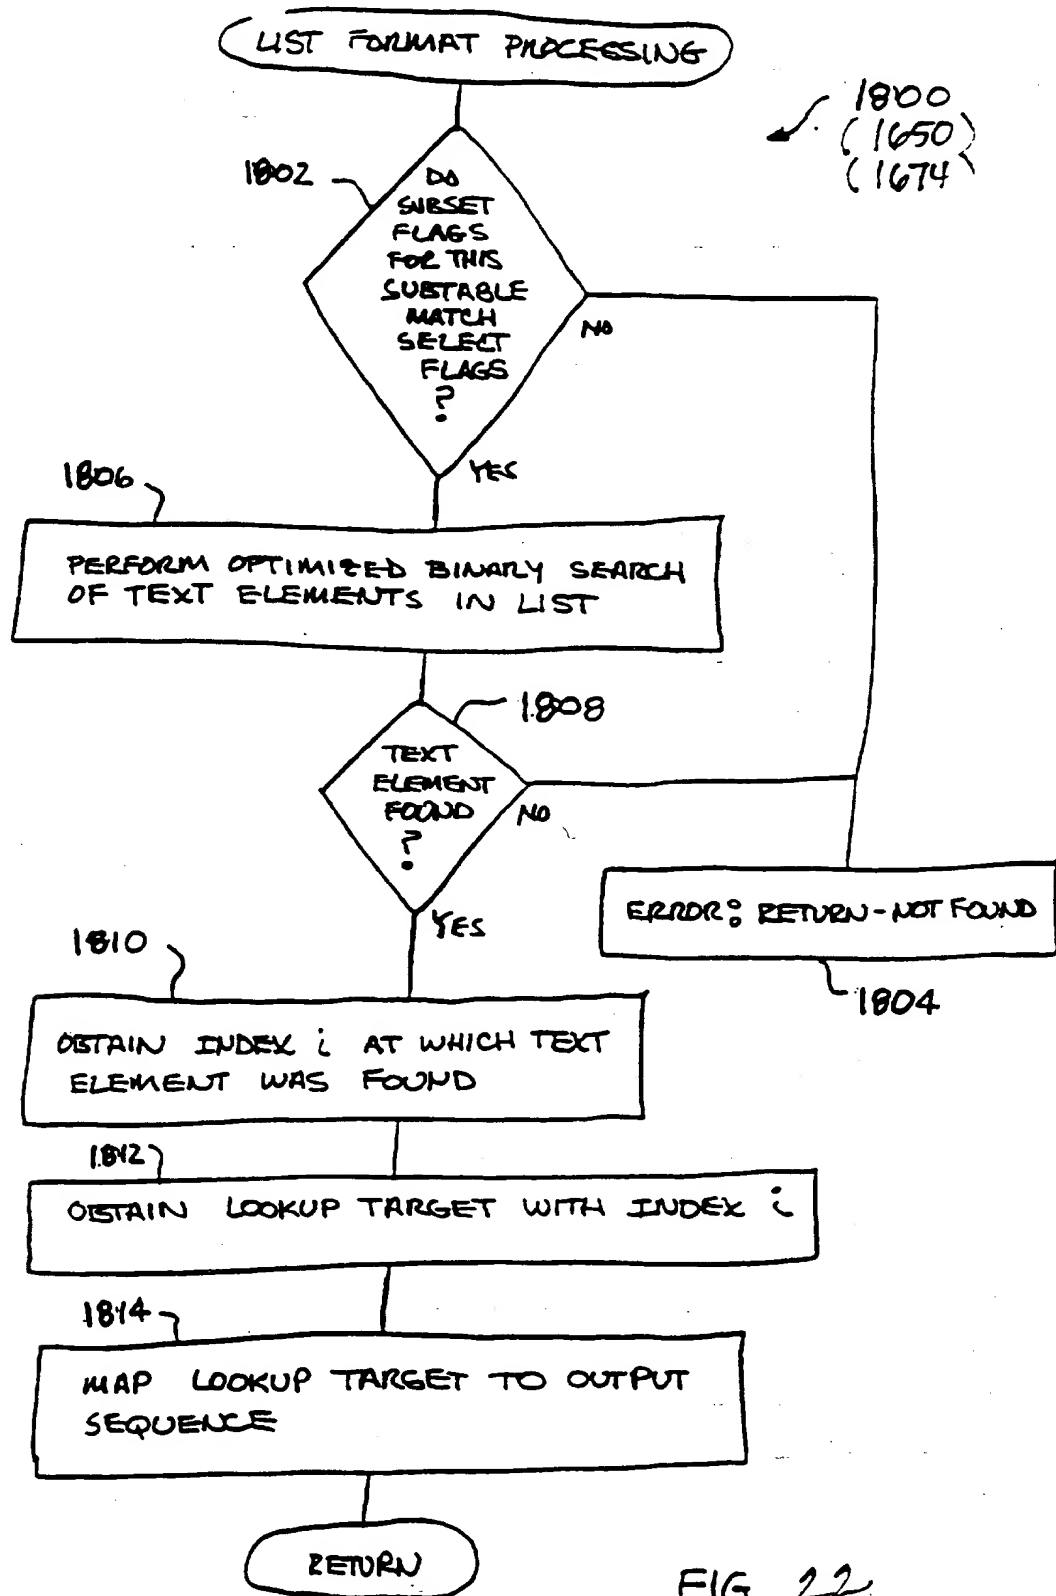 LIST FORMAT PROCESSING
1800
(1650)
(1674)
1802
DO
SUBSET
FLAGS
FOR THIS
SUBTABLE
MATCH
SELECT
FLAGS
?
NO
YES
1806
PERFORM OPTIMIZED BINARY SEARCH
OF TEXT ELEMENTS IN LIST
1808
TEXT
ELEMENT
FOUND
?
NO
YES
ERROR: RETURN-NOT FOUND
1804
1810
OBTAIN INDEX i AT WHICH TEXT
ELEMENT WAS FOUND
1812
OBTAIN LOOKUP TARGET WITH INDEX i
1814
MAP LOOKUP TARGET TO OUTPUT
SEQUENCE
RETURN
FIG. 22